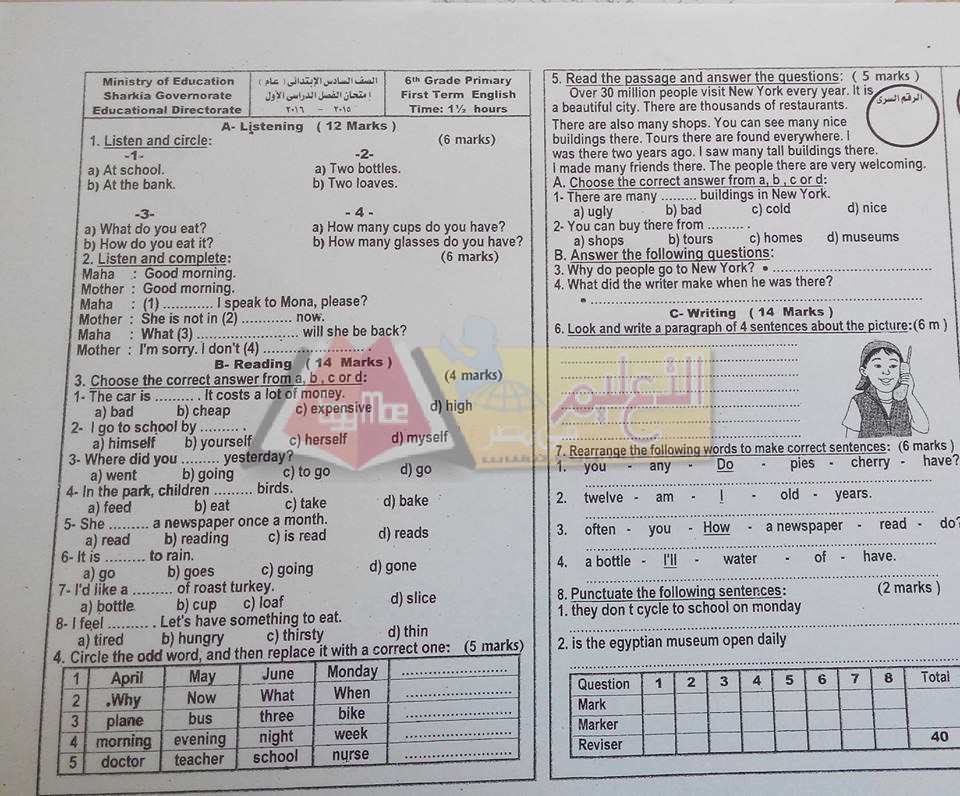 Ministry of Education
Sharkia Governorate
Educational Directorate
الصف السادس الإبتدائى ( عام )
إمتحان الفصل الدراسى الأول
٢٠١٥ – ٢٠١٦
6th Grade Primary
First Term English
Time: 1½ hours
A- Listening ( 12 Marks )
1. Listen and circle: (6 marks)
-1- -2-
a) At school. a) Two bottles.
b) At the bank. b) Two loaves.
-3- - 4 -
a) What do you eat? a) How many cups do you have?
b) How do you eat it? b) How many glasses do you have?
2. Listen and complete: (6 marks)
Maha : Good morning.
Mother : Good morning.
Maha : (1) ............ I speak to Mona, please?
Mother : She is not in (2) ............ now.
Maha : What (3) .............................. will she be back?
Mother : I'm sorry. I don't (4) ......................... .
B- Reading ( 14 Marks )
3. Choose the correct answer from a, b , c or d: (4 marks)
1- The car is .......... . It costs a lot of money.
a) bad b) cheap c) expensive d) high
2- I go to school by ......... .
a) himself b) yourself c) herself d) myself
3- Where did you ......... yesterday?
a) went b) going c) to go d) go
4- In the park, children ......... birds.
a) feed b) eat c) take d) bake
5- She ......... a newspaper once a month.
a) read b) reading c) is read d) reads
6- It is ......... to rain.
a) go b) goes c) going d) gone
7- I'd like a ......... of roast turkey.
a) bottle b) cup c) loaf d) slice
8- I feel .......... . Let's have something to eat.
a) tired b) hungry c) thirsty d) thin
4. Circle the odd word, and then replace it with a correct one: (5 marks)
1 April May June Monday ........................
2 .Why Now What When ........................
3 plane bus three bike ........................
4 morning evening night week ........................
5 doctor teacher school nurse ........................
5. Read the passage and answer the questions: ( 5 marks )
الرقم السرى
Over 30 million people visit New York every year. It is
a beautiful city. There are thousands of restaurants.
There are also many shops. You can see many nice
buildings there. Tours there are found everywhere. I
was there two years ago. I saw many tall buildings there.
I made many friends there. The people there are very welcoming.
A. Choose the correct answer from a, b , c or d:
1- There are many ......... buildings in New York.
a) ugly b) bad c) cold d) nice
2- You can buy there from ......... .
a) shops b) tours c) homes d) museums
B. Answer the following questions:
3. Why do people go to New York? • ........................................
4. What did the writer make when he was there?
• ................................................................................
C- Writing ( 14 Marks )
6. Look and write a paragraph of 4 sentences about the picture:(6 m )
التعليم
فى مصر
EgyMoe
7. Rearrange the following words to make correct sentences: (6 marks )
1. you - any - Do - pies - cherry - have?
2. twelve - am - I - old - years.
3. often - you - How - a newspaper - read - do?
4. a bottle - I'll - water - of - have.
8. Punctuate the following sentences: (2 marks )
1. they don t cycle to school on monday
2. is the egyptian museum open daily
Question 1 2 3 4 5 6 7 8 Total
Mark
Marker
Reviser 40